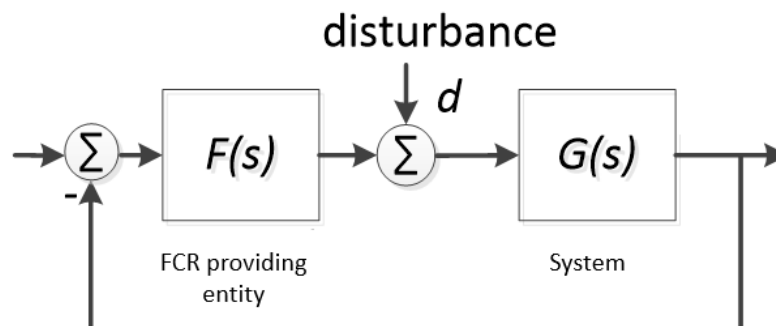 disturbance
d
Σ
F(s)
Σ
G(s)
-
FCR providing
entity
System